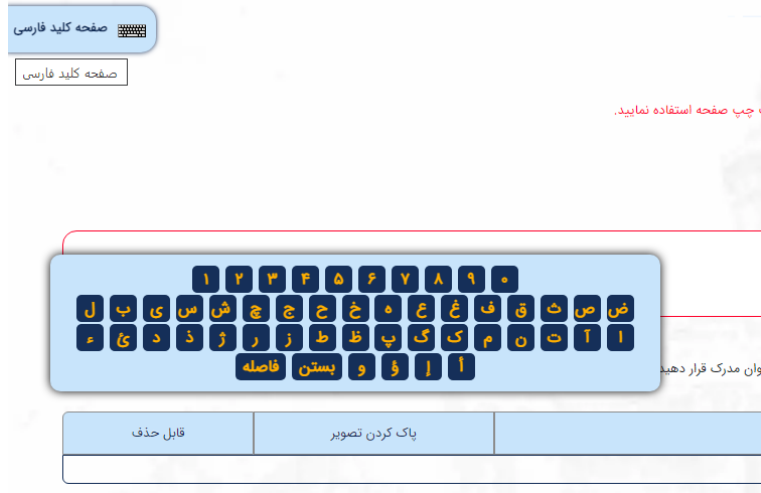 صفحه کلید فارسی
صفحه کلید فارسی
چپ صفحه استفاده نمایید.
۱ ۲ ۳ ۴ ۵ ۶ ۷ ۸ ۹ ۰
ض ص ث ق ف غ ع ه خ ح ج چ ش س ی ب ل
ا آ ت ن م ک گ پ ظ ط ز ر ژ ذ د ئ ء
أ إ ؤ و بستن فاصله
مدرک قرار دهید
پاک کردن تصویر قابل حذف